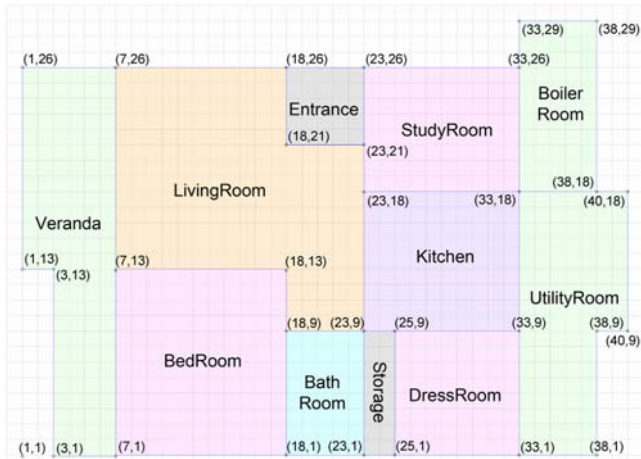 (33,29)
(38,29)
(1,26)
(7,26)
(18,26)
(23,26)
(33,26)
Entrance
Boiler
Room
(18,21)
StudyRoom
(23,21)
LivingRoom
(38,18)
(23,18)
(33,18)
(40,18)
Veranda
Kitchen
(1,13)
(3,13)
(7,13)
(18,13)
UtilityRoom
(18,9)
(23,9)
(25,9)
(33,9)
(38,9)
(40,9)
BedRoom
Bath
Room
Storage
DressRoom
(1,1)
(3,1)
(7,1)
(18,1)
(23,1)
(25,1)
(33,1)
(38,1)